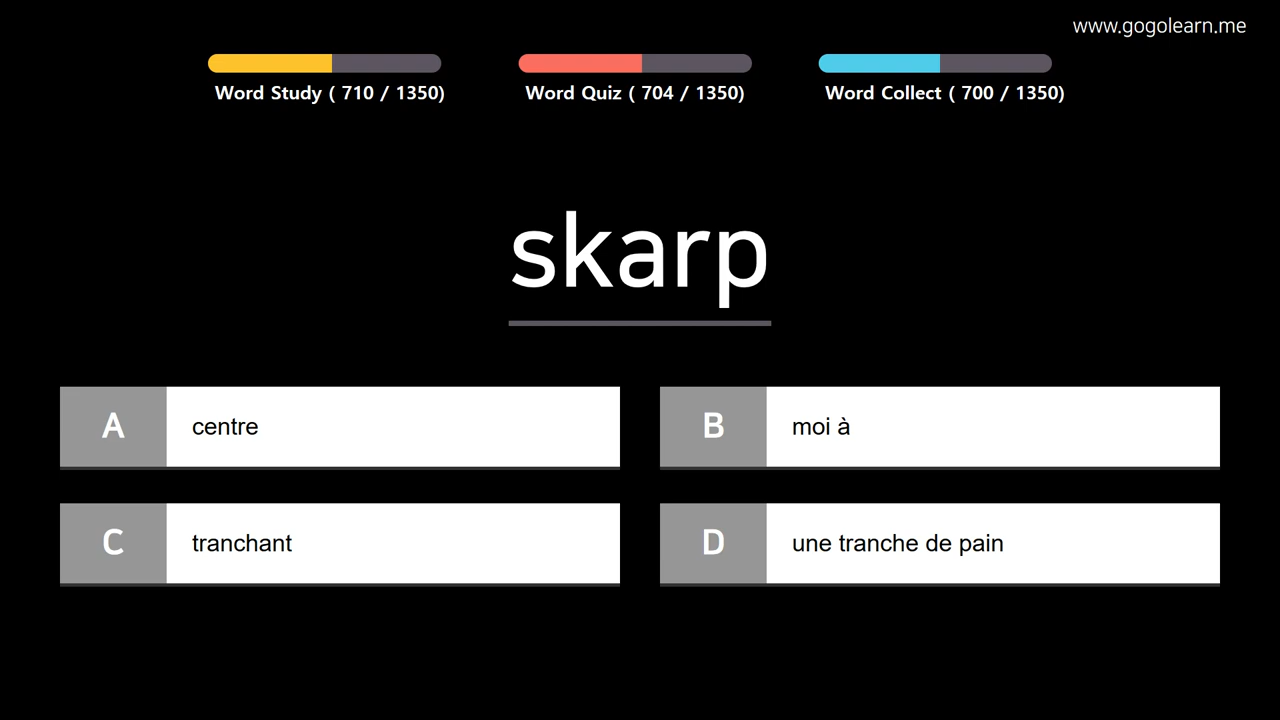 www.gogolearn.me
Word Study ( 710 / 1350)
Word Quiz ( 704 / 1350)
Word Collect ( 700 / 1350)
skarp
A centre
B moi à
C tranchant
D une tranche de pain